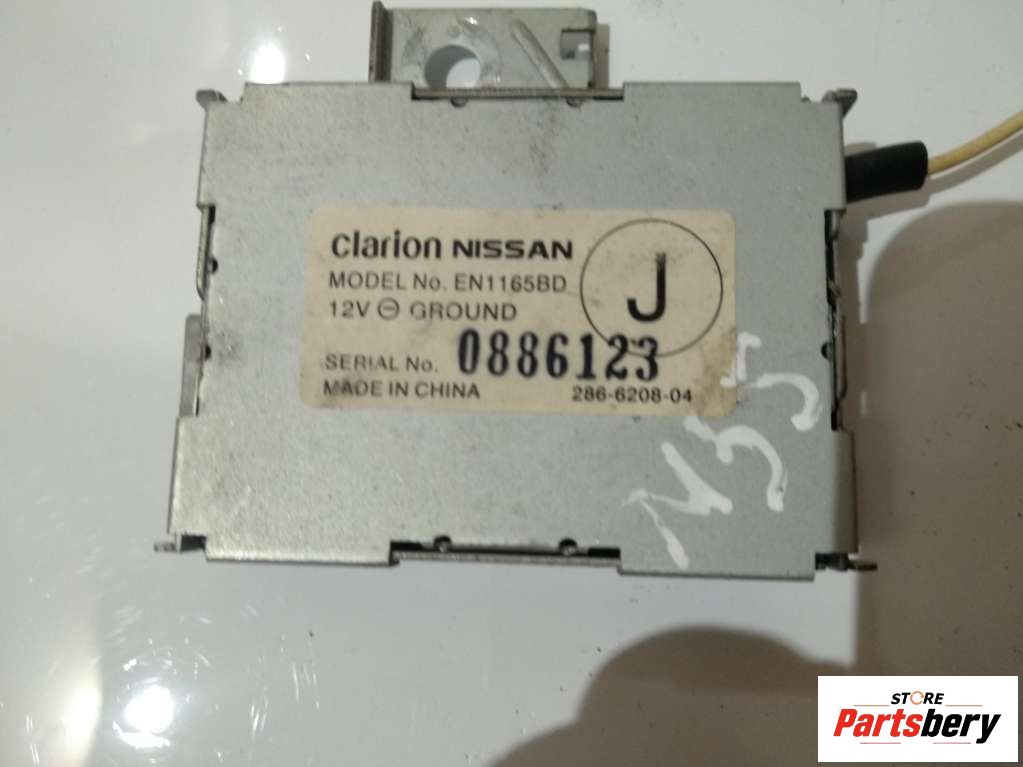 clarion NISSAN
MODEL No. EN1165BD
12V ⊖ GROUND
J
SERIAL No. 0886123
MADE IN CHINA 286-6208-04
STORE
Partsbery